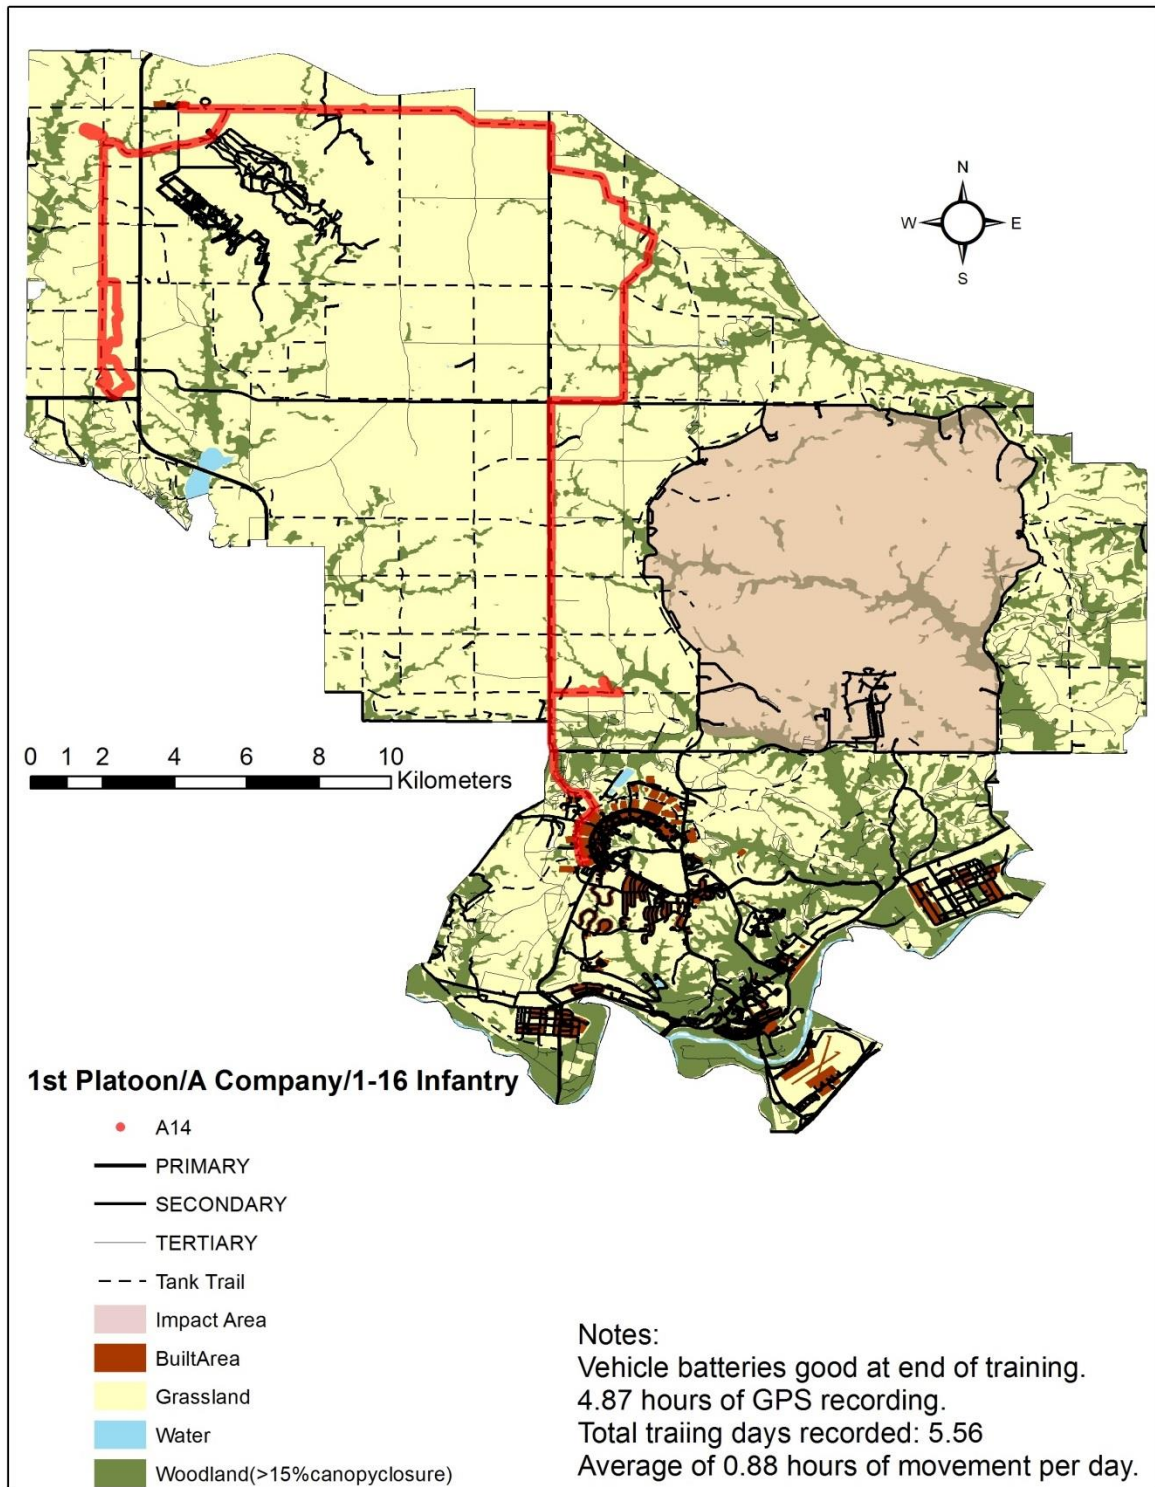 N
W E
S
0 1 2 4 6 8 10
Kilometers
1st Platoon/A Company/1-16 Infantry
A14
PRIMARY
SECONDARY
TERTIARY
Tank Trail
Impact Area
BuiltArea
Grassland
Water
Woodland(>15%canopyclosure)
Notes:
Vehicle batteries good at end of training.
4.87 hours of GPS recording.
Total traiing days recorded: 5.56
Average of 0.88 hours of movement per day.